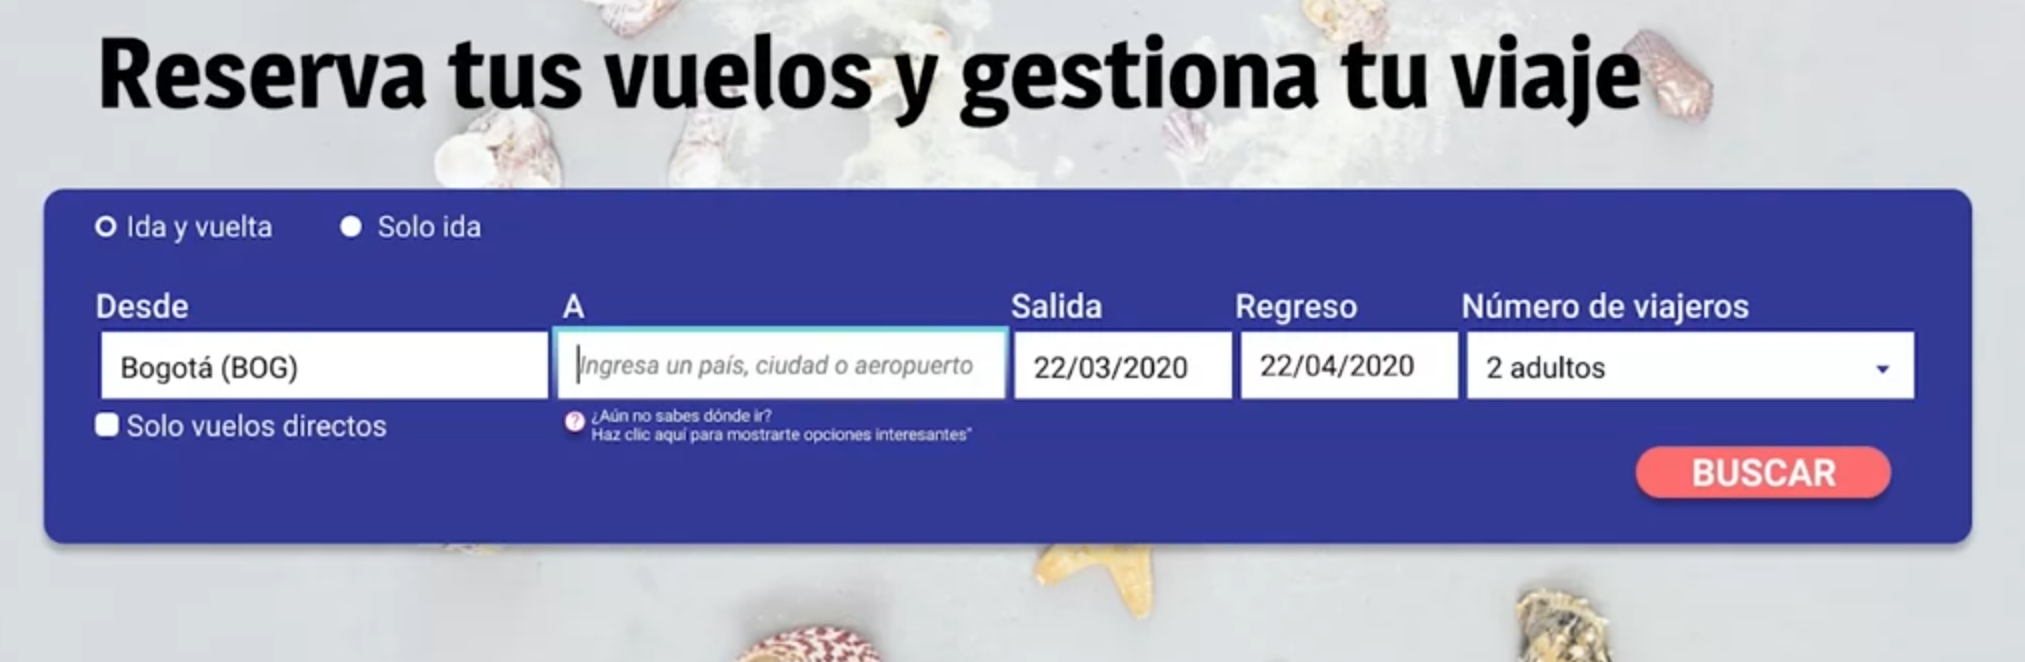 Reserva tus vuelos y gestiona tu viaje
Ida y vuelta Solo ida
Desde A Salida Regreso Número de viajeros
Bogotá (BOG) Ingresa un país, ciudad o aeropuerto 22/03/2020 22/04/2020 2 adultos
Solo vuelos directos
? ¿Aún no sabes dónde ir?
Haz clic aquí para mostrarte opciones interesantes"
BUSCAR